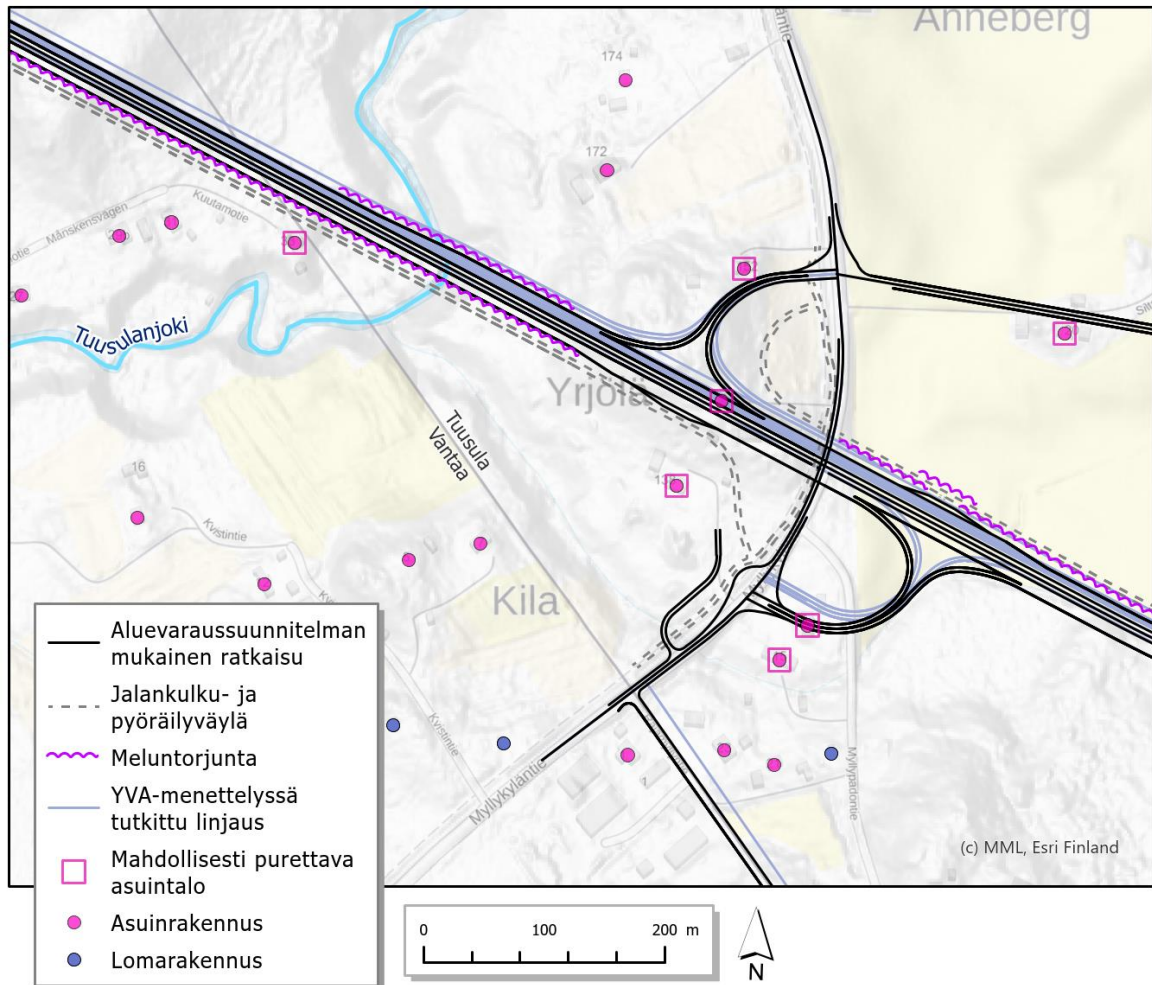 Anneberg
174
172
Kuutamotie
Månskensvägen
Tuusulanjoki
Yrjölä
Tuusula
Vantaa
16
Kvistintie
Kila
Kvistintie
Myllykyläntie
1
Myllypadontie
Aluevaraussuunnitelman
mukainen ratkaisu
Jalankulku- ja
pyöräilyväylä
Meluntorjunta
YVA-menettelyssä
tutkittu linjaus
Mahdollisesti purettava
asuintalo
Asuinrakennus
Lomarakennus
(c) MML, Esri Finland
0 100 200 m
N